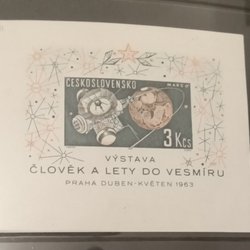 ČESKOSLOVENSKO
MARS 1
3 Kčs
VÝSTAVA
ČLOVĚK A LETY DO VESMÍRU
PRAHA DUBEN-KVĚTEN 1963